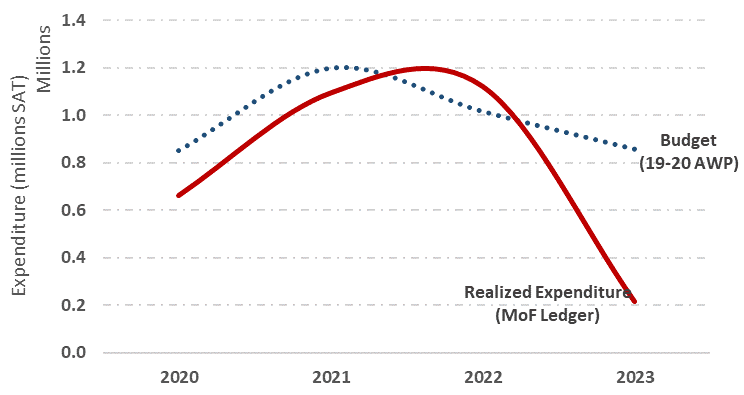 Expenditure (millions SAT)
Millions
1.4
1.2
1.0
0.8
0.6
0.4
0.2
0.0
Budget
(19-20 AWP)
Realized Expenditure
(MoF Ledger)
2020
2021
2022
2023